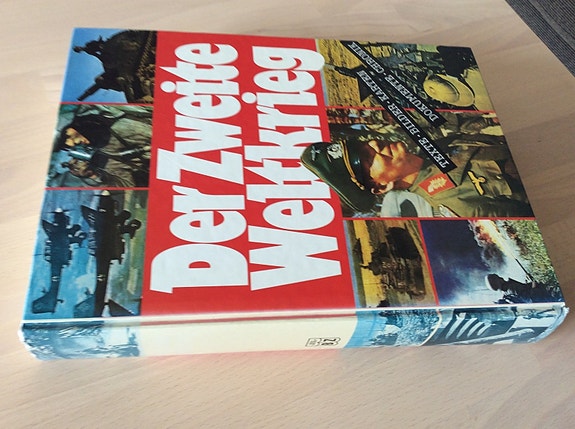 Der Zweite
Weltkrieg
TEXTE · BILDER · KARTEN
DOKUMENTE · CHRONIK